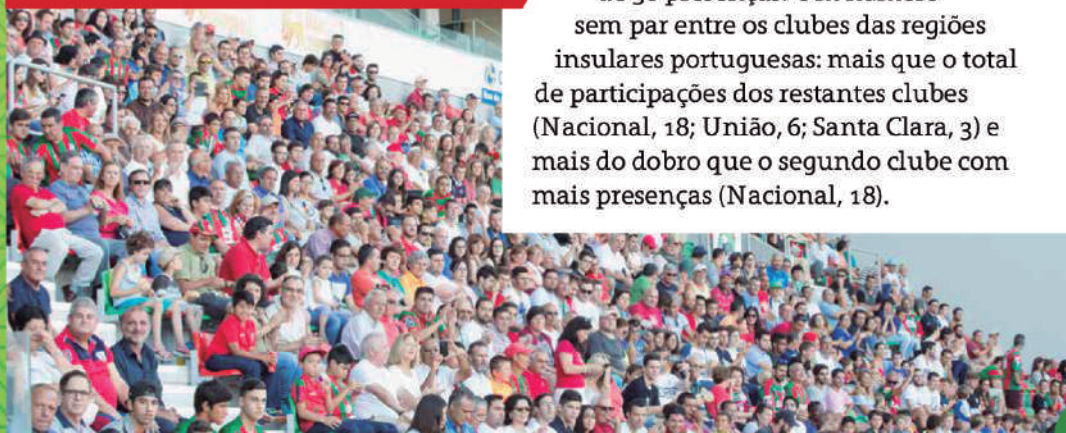 sem par entre os clubes das regiões
insulares portuguesas: mais que o total
de participações dos restantes clubes
(Nacional, 18; União, 6; Santa Clara, 3) e
mais do dobro que o segundo clube com
mais presenças (Nacional, 18).